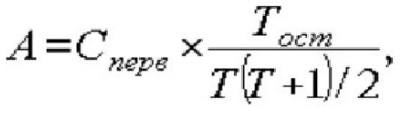 A = C_перв × T_ост / T(T + 1)/2,